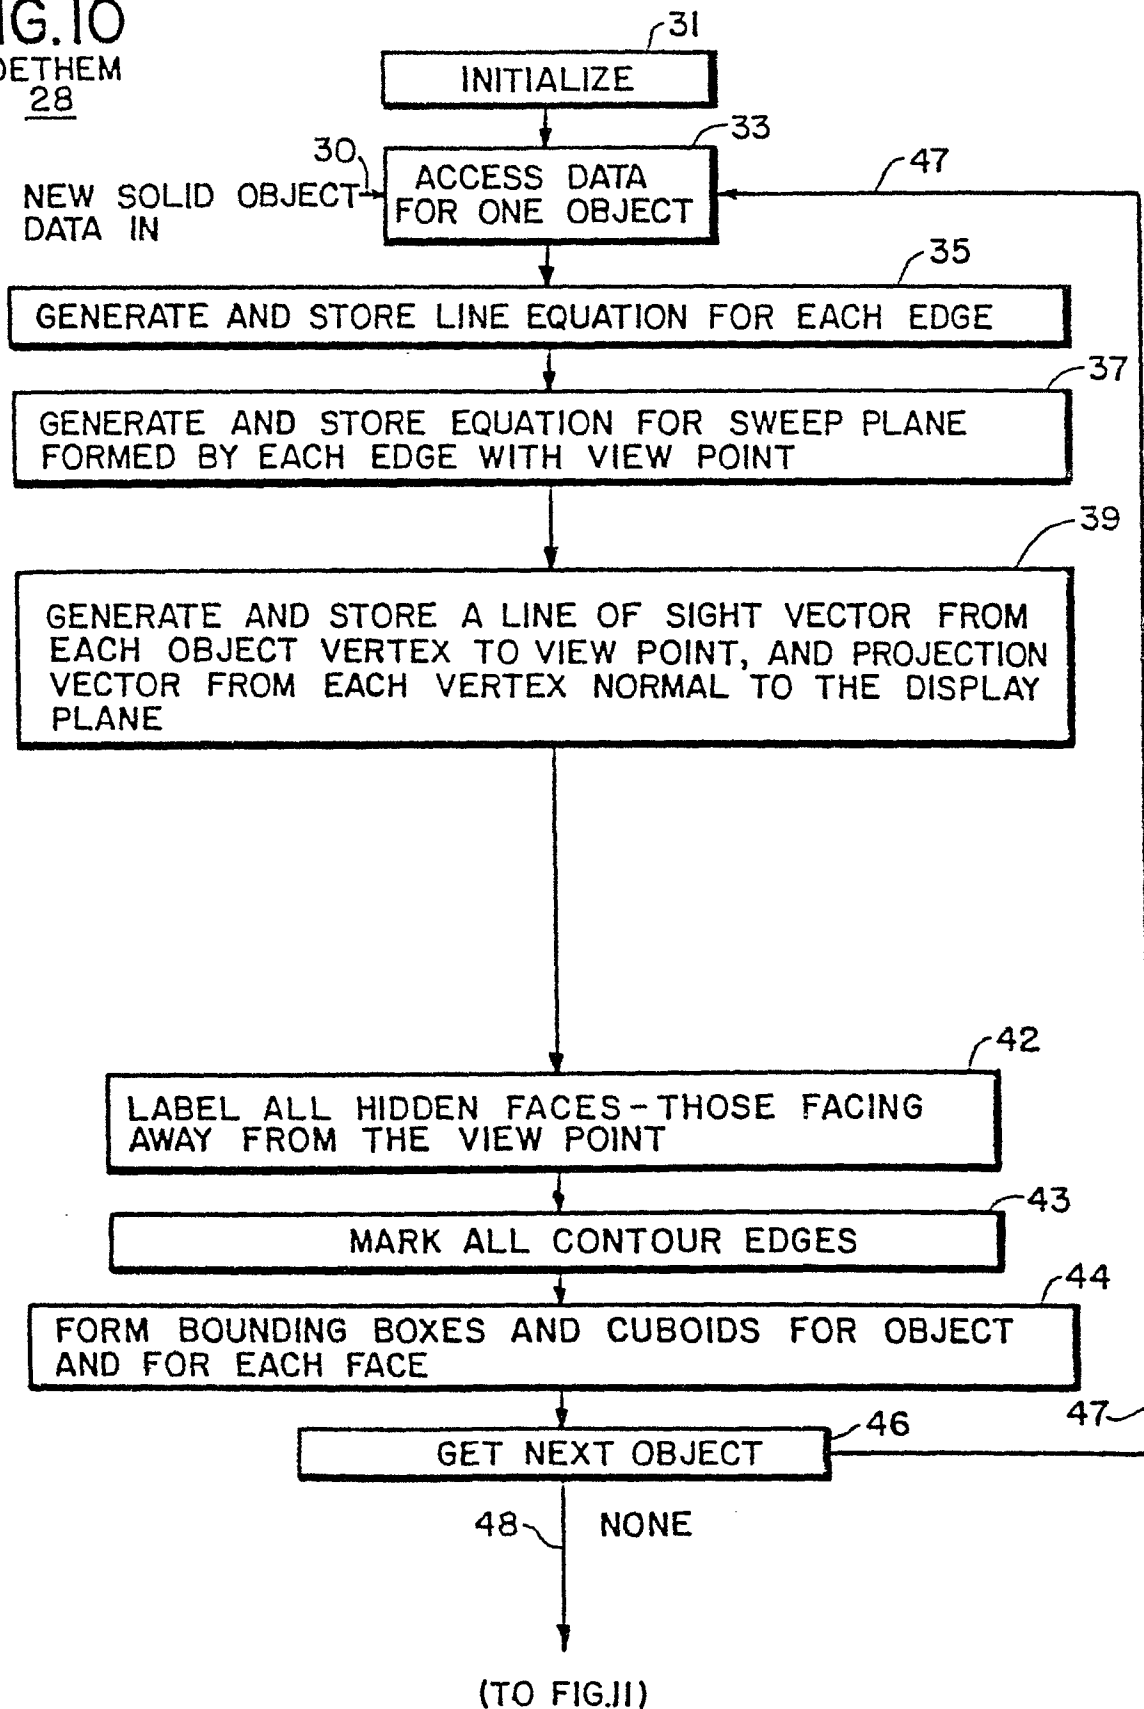 FIG.10
28
31
INITIALIZE
30
33
47
NEW SOLID OBJECT
DATA IN
ACCESS DATA
FOR ONE OBJECT
35
GENERATE AND STORE LINE EQUATION FOR EACH EDGE
37
GENERATE AND STORE EQUATION FOR SWEEP PLANE
FORMED BY EACH EDGE WITH VIEW POINT
39
GENERATE AND STORE A LINE OF SIGHT VECTOR FROM
EACH OBJECT VERTEX TO VIEW POINT, AND PROJECTION
VECTOR FROM EACH VERTEX NORMAL TO THE DISPLAY
PLANE
42
LABEL ALL HIDDEN FACES-THOSE FACING
AWAY FROM THE VIEW POINT
43
MARK ALL CONTOUR EDGES
44
FORM BOUNDING BOXES AND CUBOIDS FOR OBJECT
AND FOR EACH FACE
47
46
GET NEXT OBJECT
48
NONE
(TO FIG.11)